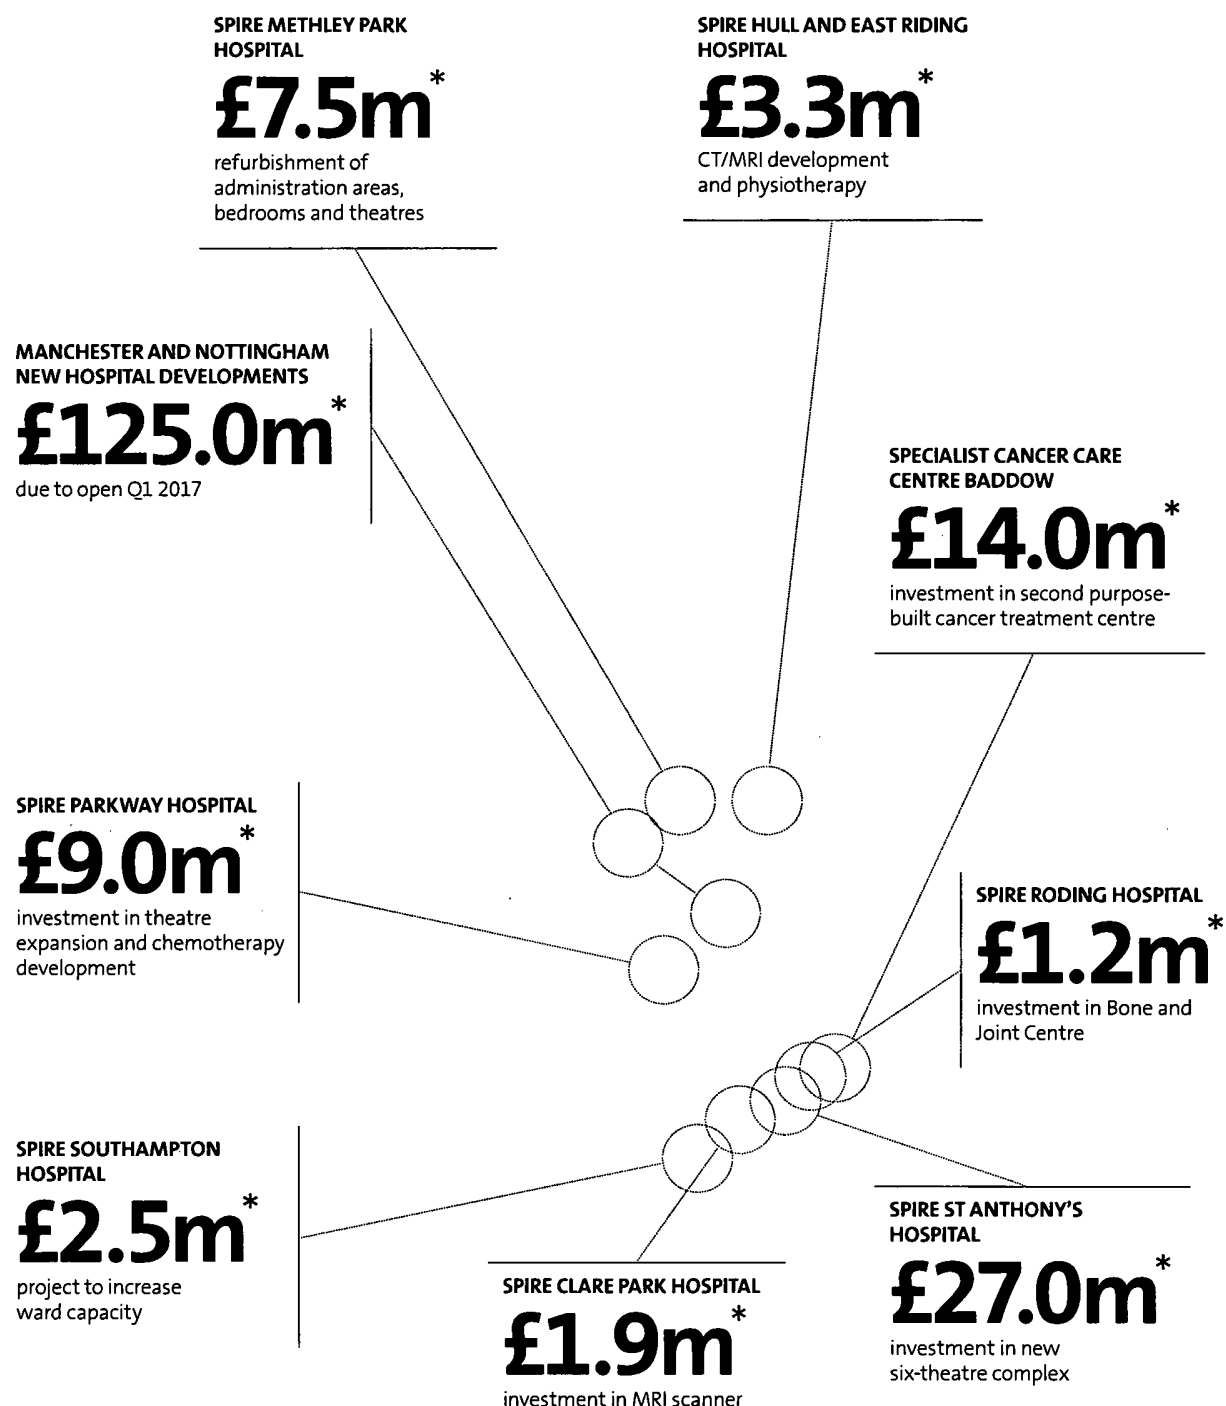 SPIRE METHLEY PARK
HOSPITAL
£7.5m*
refurbishment of
administration areas,
bedrooms and theatres
SPIRE HULL AND EAST RIDING
HOSPITAL
£3.3m*
CT/MRI development
and physiotherapy
MANCHESTER AND NOTTINGHAM
NEW HOSPITAL DEVELOPMENTS
£125.0m*
due to open Q1 2017
SPECIALIST CANCER CARE
CENTRE BADDOW
£14.0m*
investment in second purpose-
built cancer treatment centre
SPIRE PARKWAY HOSPITAL
£9.0m*
investment in theatre
expansion and chemotherapy
development
SPIRE RODING HOSPITAL
£1.2m*
investment in Bone and
Joint Centre
SPIRE SOUTHAMPTON
HOSPITAL
£2.5m*
project to increase
ward capacity
SPIRE CLARE PARK HOSPITAL
£1.9m*
investment in MRI scanner
SPIRE ST ANTHONY'S
HOSPITAL
£27.0m*
investment in new
six-theatre complex